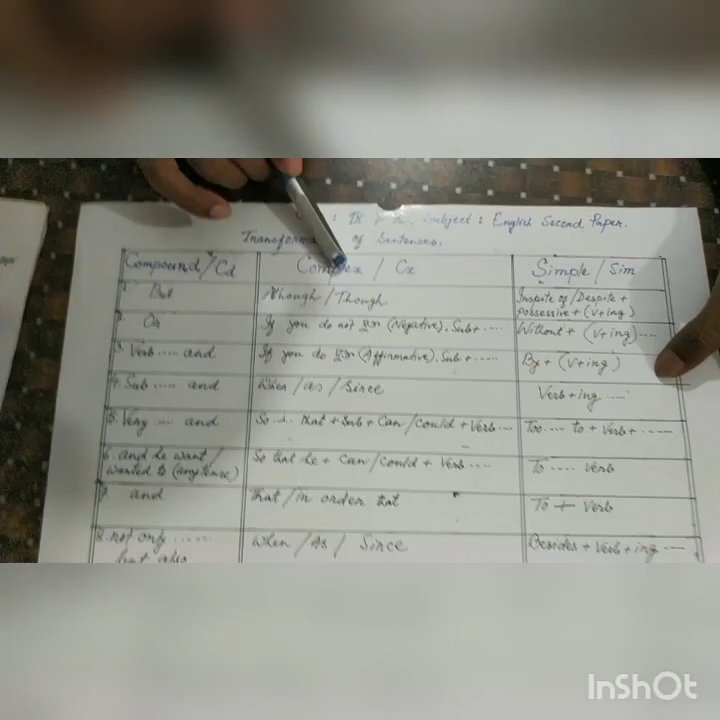 Subject : English Second Paper.
of Sentences.
Compound/Cd Complex / Cx Simple / Sim
1. But Although / Though Inspite of/Despite + possessive + (v+ing)
2. Or If you do not (Negative). Sub + .... Without + (v+ing) ....
3. Verb .... and If you do (Affirmative). Sub + ..... By + (v+ing)
4. Sub .... and When / as / Since Verb+ing ....
5. Very .... and So ... that + Sub + Can / could + Verb ... Too.... to + Verb + .....
6. and he want/ wanted to (any tense) So that he + Can / could + Verb .... To .... Verb
7. and that / in order that To + Verb
8. not only ...... but also When / As / Since Besides + Verb + ing ....
InShOt